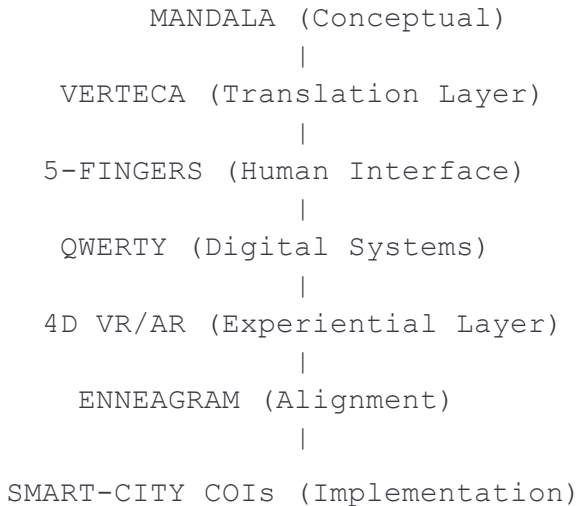 MANDALA (Conceptual)
|
VERTECA (Translation Layer)
|
5-FINGERS (Human Interface)
|
QWERTY (Digital Systems)
|
4D VR/AR (Experiential Layer)
|
ENNEAGRAM (Alignment)
|
SMART-CITY COIs (Implementation)